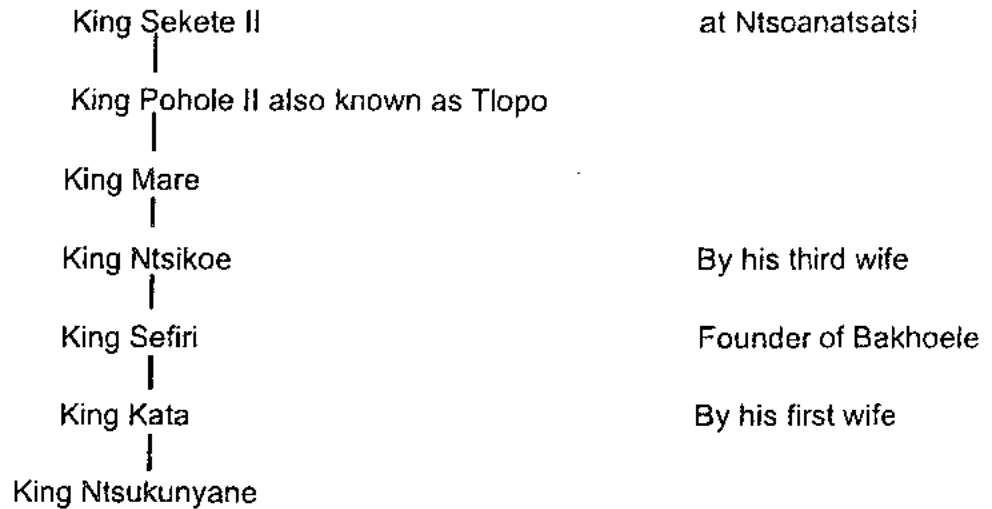 King Sekete II at Ntsoanatsatsi
King Pohole II also known as Tlopo
King Mare
King Ntsikoe By his third wife
King Sefiri Founder of Bakhoele
King Kata By his first wife
King Ntsukunyane